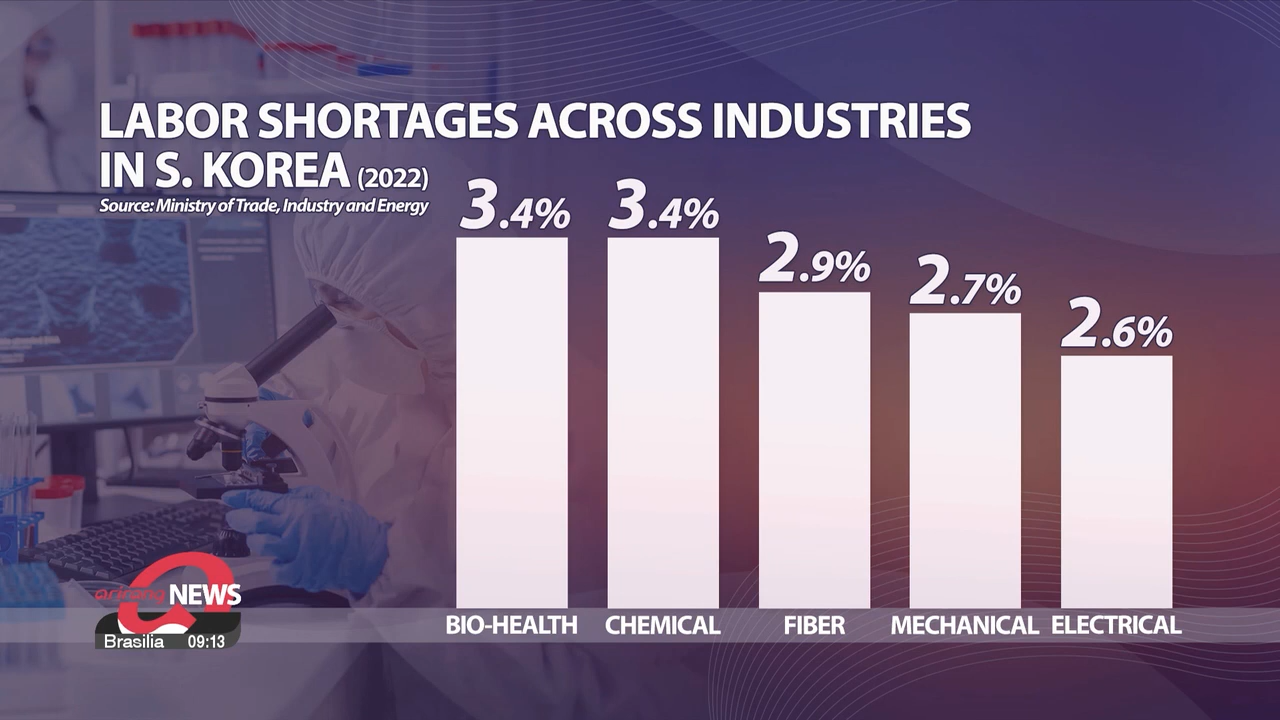 LABOR SHORTAGES ACROSS INDUSTRIES
IN S. KOREA (2022)
Source: Ministry of Trade, Industry and Energy
3.4% 3.4% 2.9% 2.7% 2.6%
BIO-HEALTH CHEMICAL FIBER MECHANICAL ELECTRICAL
arirang NEWS
Brasilia 09:13